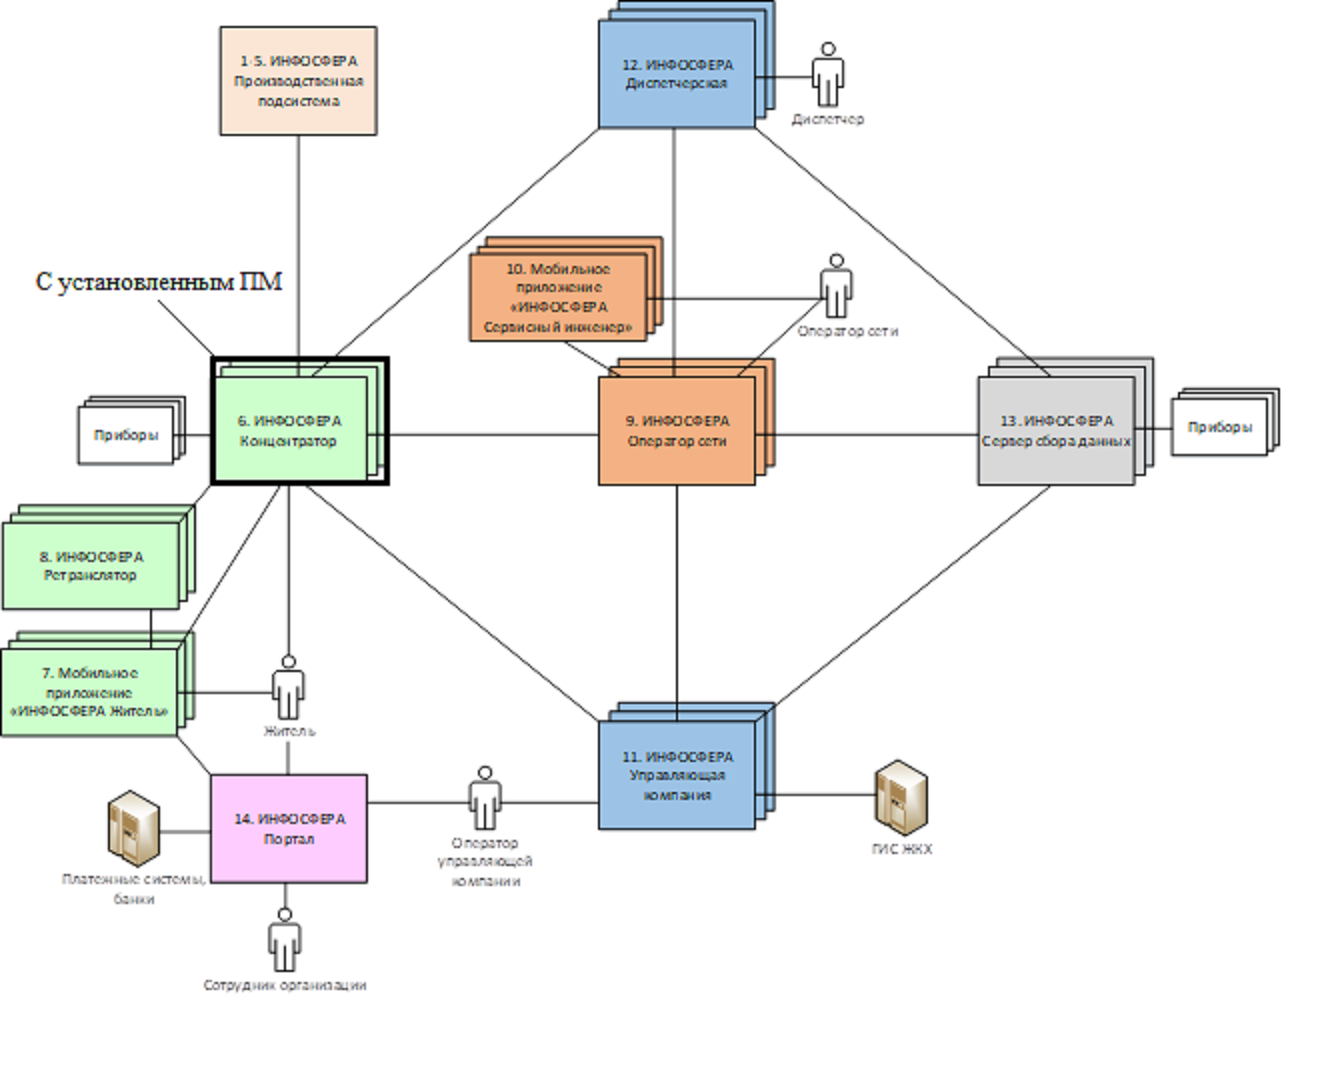 1-5. ИНФОСФЕРА
Производственная
подсистема
12. ИНФОСФЕРА
Диспетчерская
Диспетчер
С установленным ПМ
10. Мобильное
приложение
«ИНФОСФЕРА
Сервисный инженер»
Оператор сети
Приборы
6. ИНФОСФЕРА
Концентратор
9. ИНФОСФЕРА
Оператор сети
13. ИНФОСФЕРА
Сервер сбора данных
Приборы
8. ИНФОСФЕРА
Ретранслятор
7. Мобильное
приложение
«ИНФОСФЕРА Житель»
Житель
11. ИНФОСФЕРА
Управляющая
компания
ГИС ЖКХ
14. ИНФОСФЕРА
Портал
Оператор
управляющей
компании
Платежные системы,
банки
Сотрудник организации